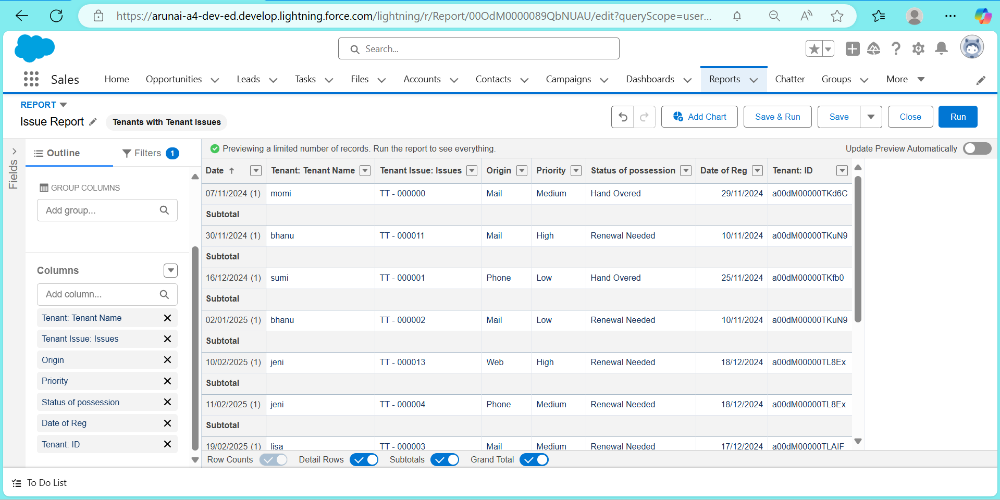 https://arunai-a4-dev-ed.develop.lightning.force.com/lightning/r/Report/00OdM0000089QbNUAU/edit?queryScope=user...
Search...
Sales Home Opportunities Leads Tasks Files Accounts Contacts Campaigns Dashboards Reports Chatter Groups More
REPORT
Issue Report Tenants with Tenant Issues
Add Chart Save & Run Save Close Run
Fields
Outline Filters 1
Previewing a limited number of records. Run the report to see everything. Update Preview Automatically
GROUP COLUMNS
Add group...
Columns
Add column...
Tenant: Tenant Name
Tenant Issue: Issues
Origin
Priority
Status of possession
Date of Reg
Tenant: ID
Date Tenant: Tenant Name Tenant Issue: Issues Origin Priority Status of possession Date of Reg Tenant: ID
07/11/2024 (1) momi TT - 000000 Mail Medium Hand Overed 29/11/2024 a00dM00000TKd6C
Subtotal
30/11/2024 (1) bhanu TT - 000011 Mail High Renewal Needed 10/11/2024 a00dM00000TKuN9
Subtotal
16/12/2024 (1) sumi TT - 000001 Phone Low Hand Overed 25/11/2024 a00dM00000TKfb0
Subtotal
02/01/2025 (1) bhanu TT - 000002 Mail Low Renewal Needed 10/11/2024 a00dM00000TKuN9
Subtotal
10/02/2025 (1) jeni TT - 000013 Web High Renewal Needed 18/12/2024 a00dM00000TL8Ex
Subtotal
11/02/2025 (1) jeni TT - 000004 Phone Medium Renewal Needed 18/12/2024 a00dM00000TL8Ex
Subtotal
19/02/2025 (1) lisa TT - 000003 Mail Medium Renewal Needed 17/12/2024
Row Counts Detail Rows Subtotals Grand Total
To Do List